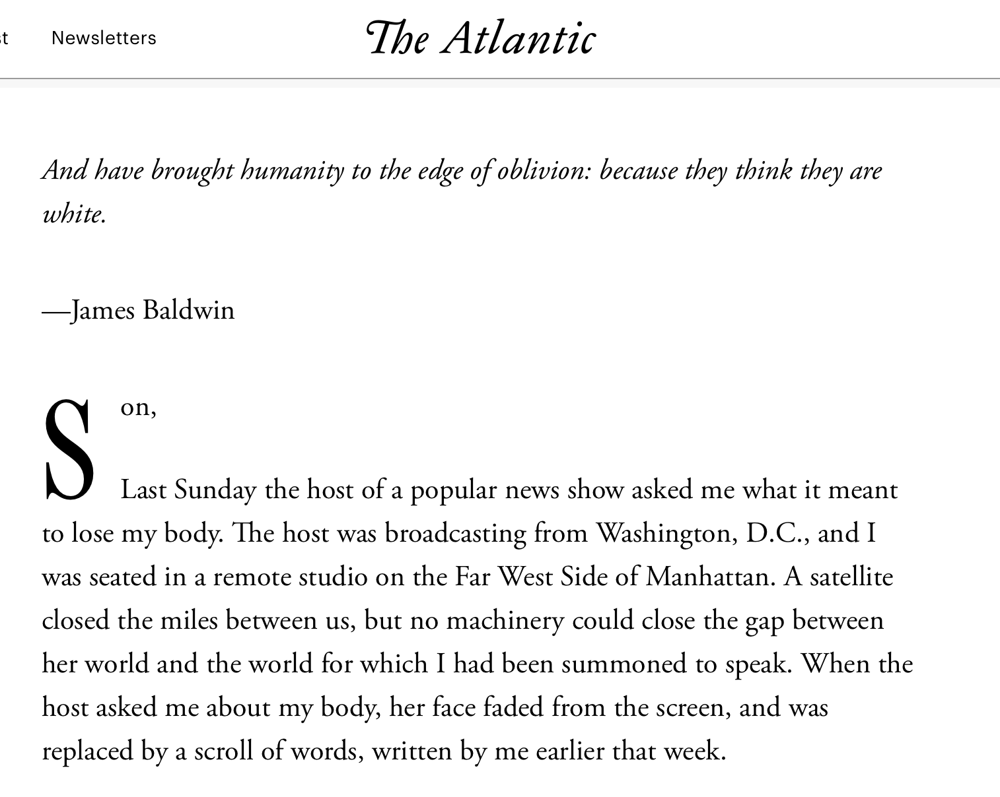 st
Newsletters
The Atlantic
And have brought humanity to the edge of oblivion: because they think they are
white.
—James Baldwin
Son,
Last Sunday the host of a popular news show asked me what it meant
to lose my body. The host was broadcasting from Washington, D.C., and I
was seated in a remote studio on the Far West Side of Manhattan. A satellite
closed the miles between us, but no machinery could close the gap between
her world and the world for which I had been summoned to speak. When the
host asked me about my body, her face faded from the screen, and was
replaced by a scroll of words, written by me earlier that week.